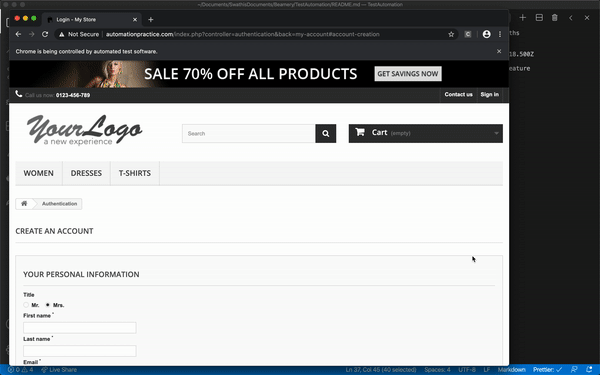 ~/Documents/SwathisDocuments/Beamery/TestAutomation/README.md — TestAutomation
Login - My Store
Not Secure | automationpractice.com/index.php?controller=authentication&back=my-account#account-creation
Chrome is being controlled by automated test software.
SALE 70% OFF ALL PRODUCTS
GET SAVINGS NOW
Call us now: 0123-456-789
Contact us
Sign in
YourLogo
a new experience
Search
Cart (empty)
WOMEN
DRESSES
T-SHIRTS
Authentication
CREATE AN ACCOUNT
YOUR PERSONAL INFORMATION
Title
Mr.
Mrs.
First name *
Last name *
Email *
ths
18.500Z
eature
0 4
Live Share
Ln 37, Col 45 (40 selected)
Spaces: 4
UTF-8
LF
Markdown
Prettier: ✓